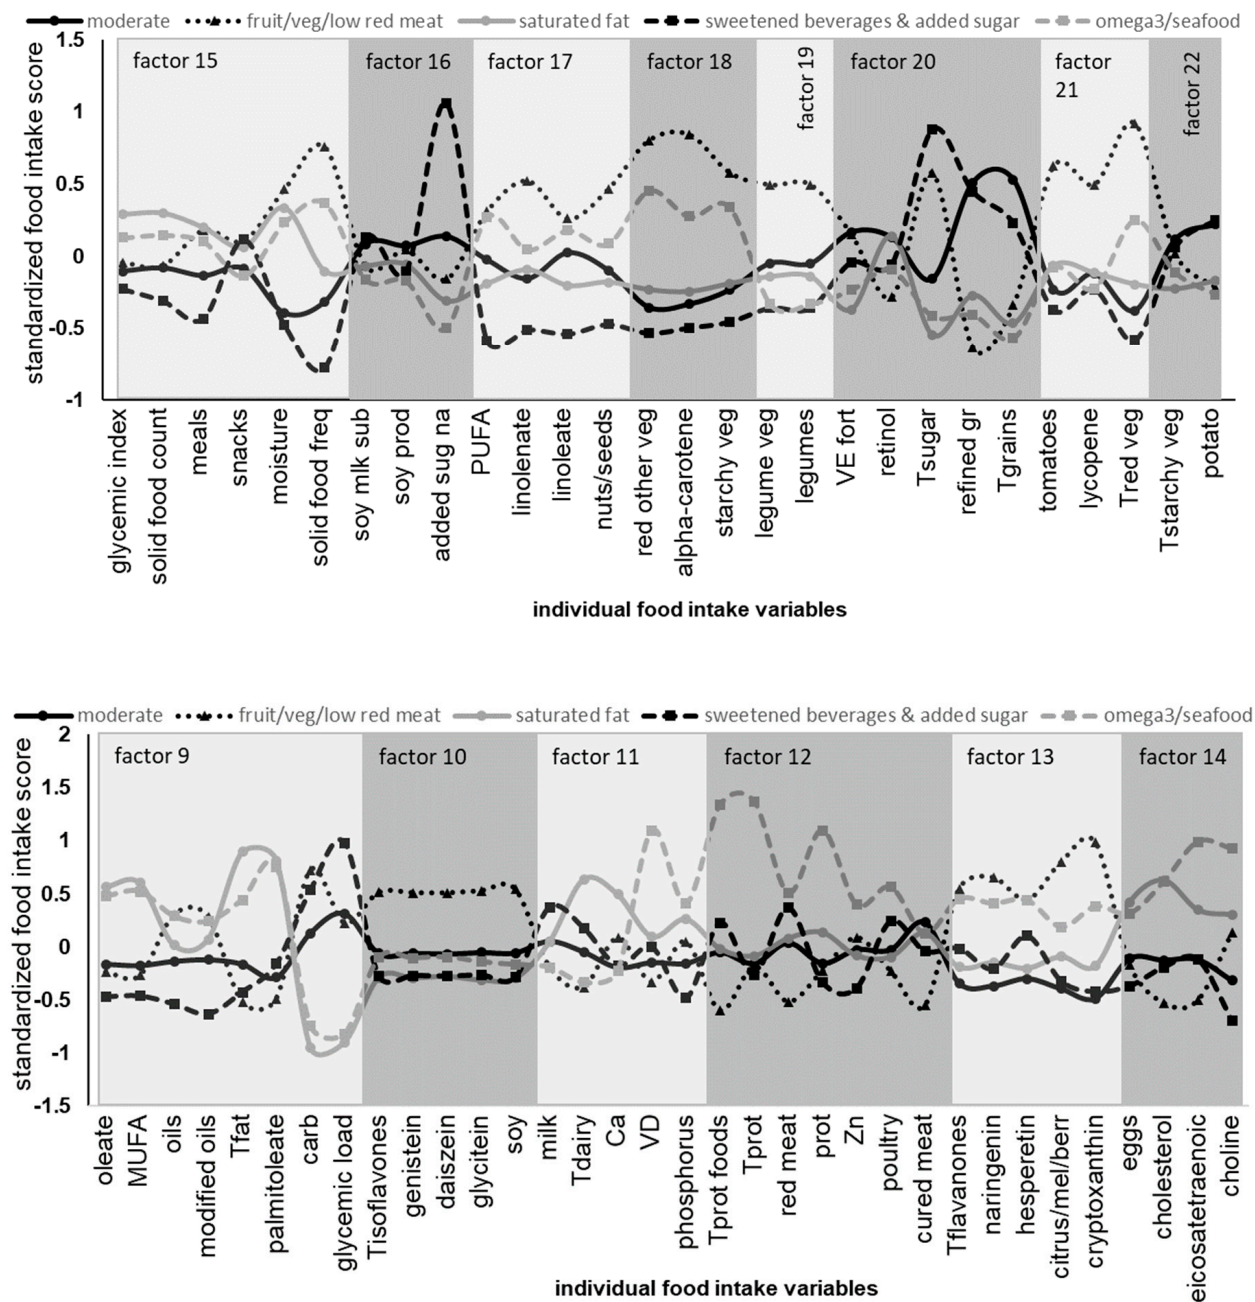 moderate fruit/veg/low red meat saturated fat sweetened beverages & added sugar omega3/seafood
standardized food intake score
1.5
1
0.5
0
-0.5
-1
factor 15
factor 16
factor 17
factor 18
factor 19
factor 20
factor
21
factor 22
glycemic index
solid food count
meals
snacks
moisture
solid food freq
soy mlk sub
soy prod
added sug na
PUFA
linolenate
linoleate
nuts/seeds
red other veg
alpha-carotene
starchy veg
legume veg
legumes
VE fort
retinol
Tsugar
refined gr
Tgrains
tomatoes
lycopene
Tred veg
Tstarchy veg
potato
individual food intake variables
moderate fruit/veg/low red meat saturated fat sweetened beverages & added sugar omega3/seafood
standardized food intake score
2
1.5
1
0.5
0
-0.5
-1
-1.5
factor 9
factor 10
factor 11
factor 12
factor 13
factor 14
oleate
MUFA
oils
modified oils
Tfat
palmitoleate
carb
glycemic load
Tisoflavones
genistein
daiszein
glycitein
soy
milk
Tdairy
Ca
VD
phosphorus
Tprot foods
Tprot
red meat
prot
Zn
poultry
cured meat
Tflavanones
naringenin
hesperetin
citrus/mel/berr
cryptoxanthin
eggs
cholesterol
eicosatetraenoic
choline
individual food intake variables